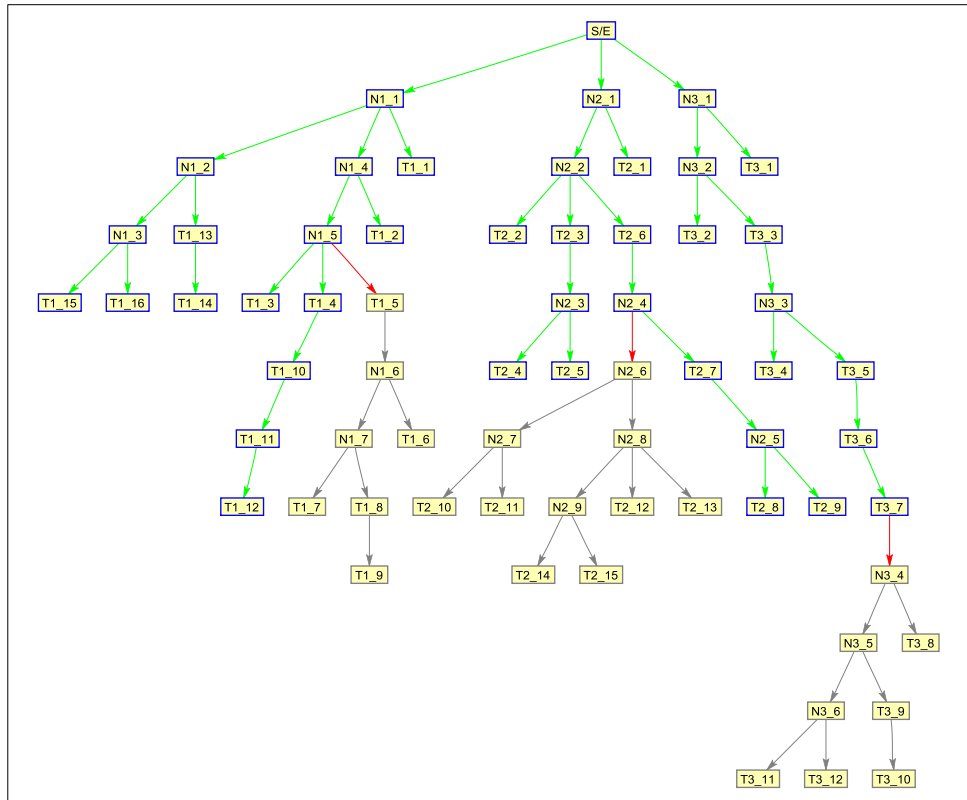 S/E
N1_1 N2_1 N3_1
N1_2 N1_4 T1_1 N2_2 T2_1 N3_2 T3_1
N1_3 T1_13 N1_5 T1_2 T2_2 T2_3 T2_6 T3_2 T3_3
T1_15 T1_16 T1_14 T1_3 T1_4 T1_5 N2_3 N2_4 N3_3
T1_10 N1_6 T2_4 T2_5 N2_6 T2_7 T3_4 T3_5
T1_11 N1_7 T1_6 N2_7 N2_8 N2_5 T3_6
T1_12 T1_7 T1_8 T2_10 T2_11 N2_9 T2_12 T2_13 T2_8 T2_9 T3_7
T1_9 T2_14 T2_15 N3_4
N3_5 T3_8
N3_6 T3_9
T3_11 T3_12 T3_10